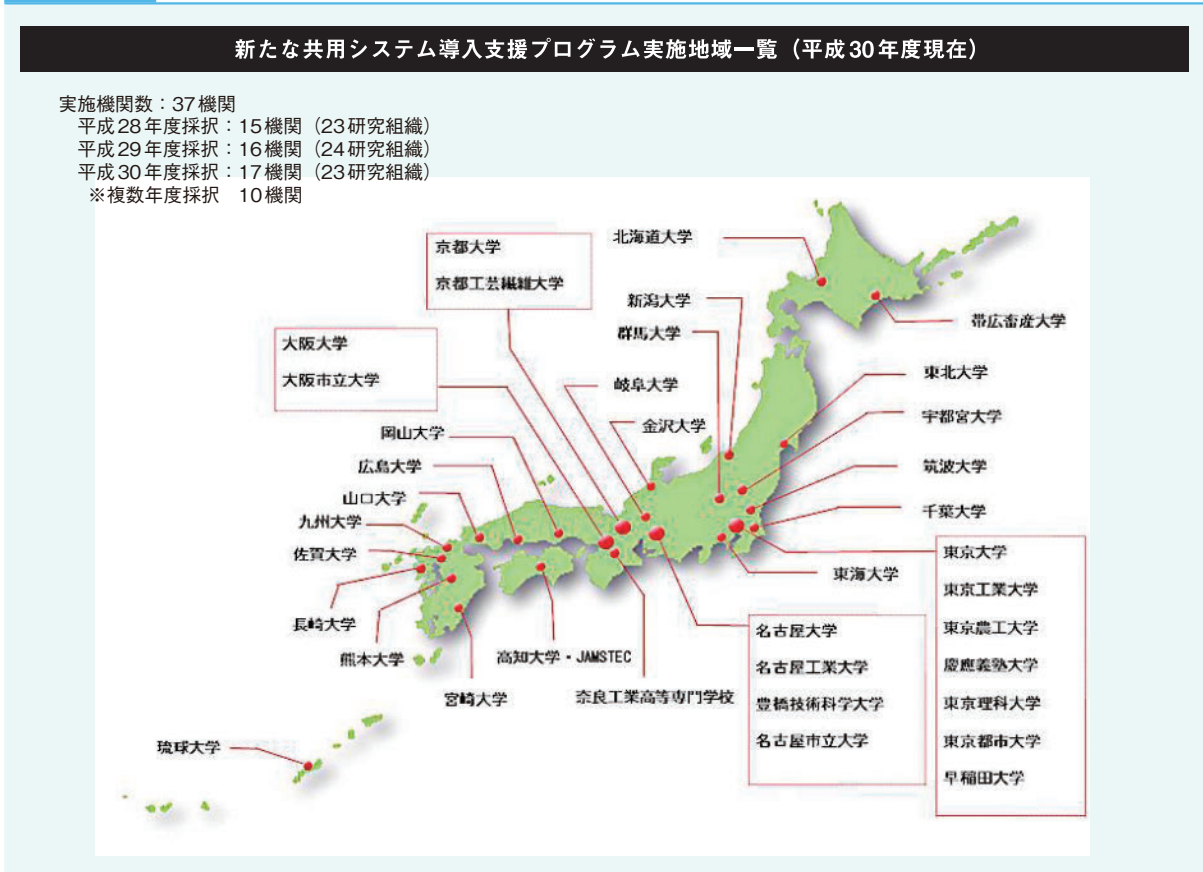 新たな共用システム導入支援プログラム実施地域一覧（平成30年度現在）
実施機関数：37機関
平成28年度採択：15機関（23研究組織）
平成29年度採択：16機関（24研究組織）
平成30年度採択：17機関（23研究組織）
※複数年度採択　10機関
京都大学
京都工芸繊維大学
北海道大学
新潟大学
群馬大学
帯広畜産大学
大阪大学
大阪市立大学
岐阜大学
金沢大学
東北大学
宇都宮大学
岡山大学
広島大学
山口大学
九州大学
佐賀大学
筑波大学
千葉大学
東海大学
長崎大学
熊本大学
宮崎大学
高知大学・JAMSTEC
奈良工業高等専門学校
名古屋大学
名古屋工業大学
豊橋技術科学大学
名古屋市立大学
東京大学
東京工業大学
東京農工大学
慶應義塾大学
東京理科大学
東京都市大学
早稲田大学
琉球大学